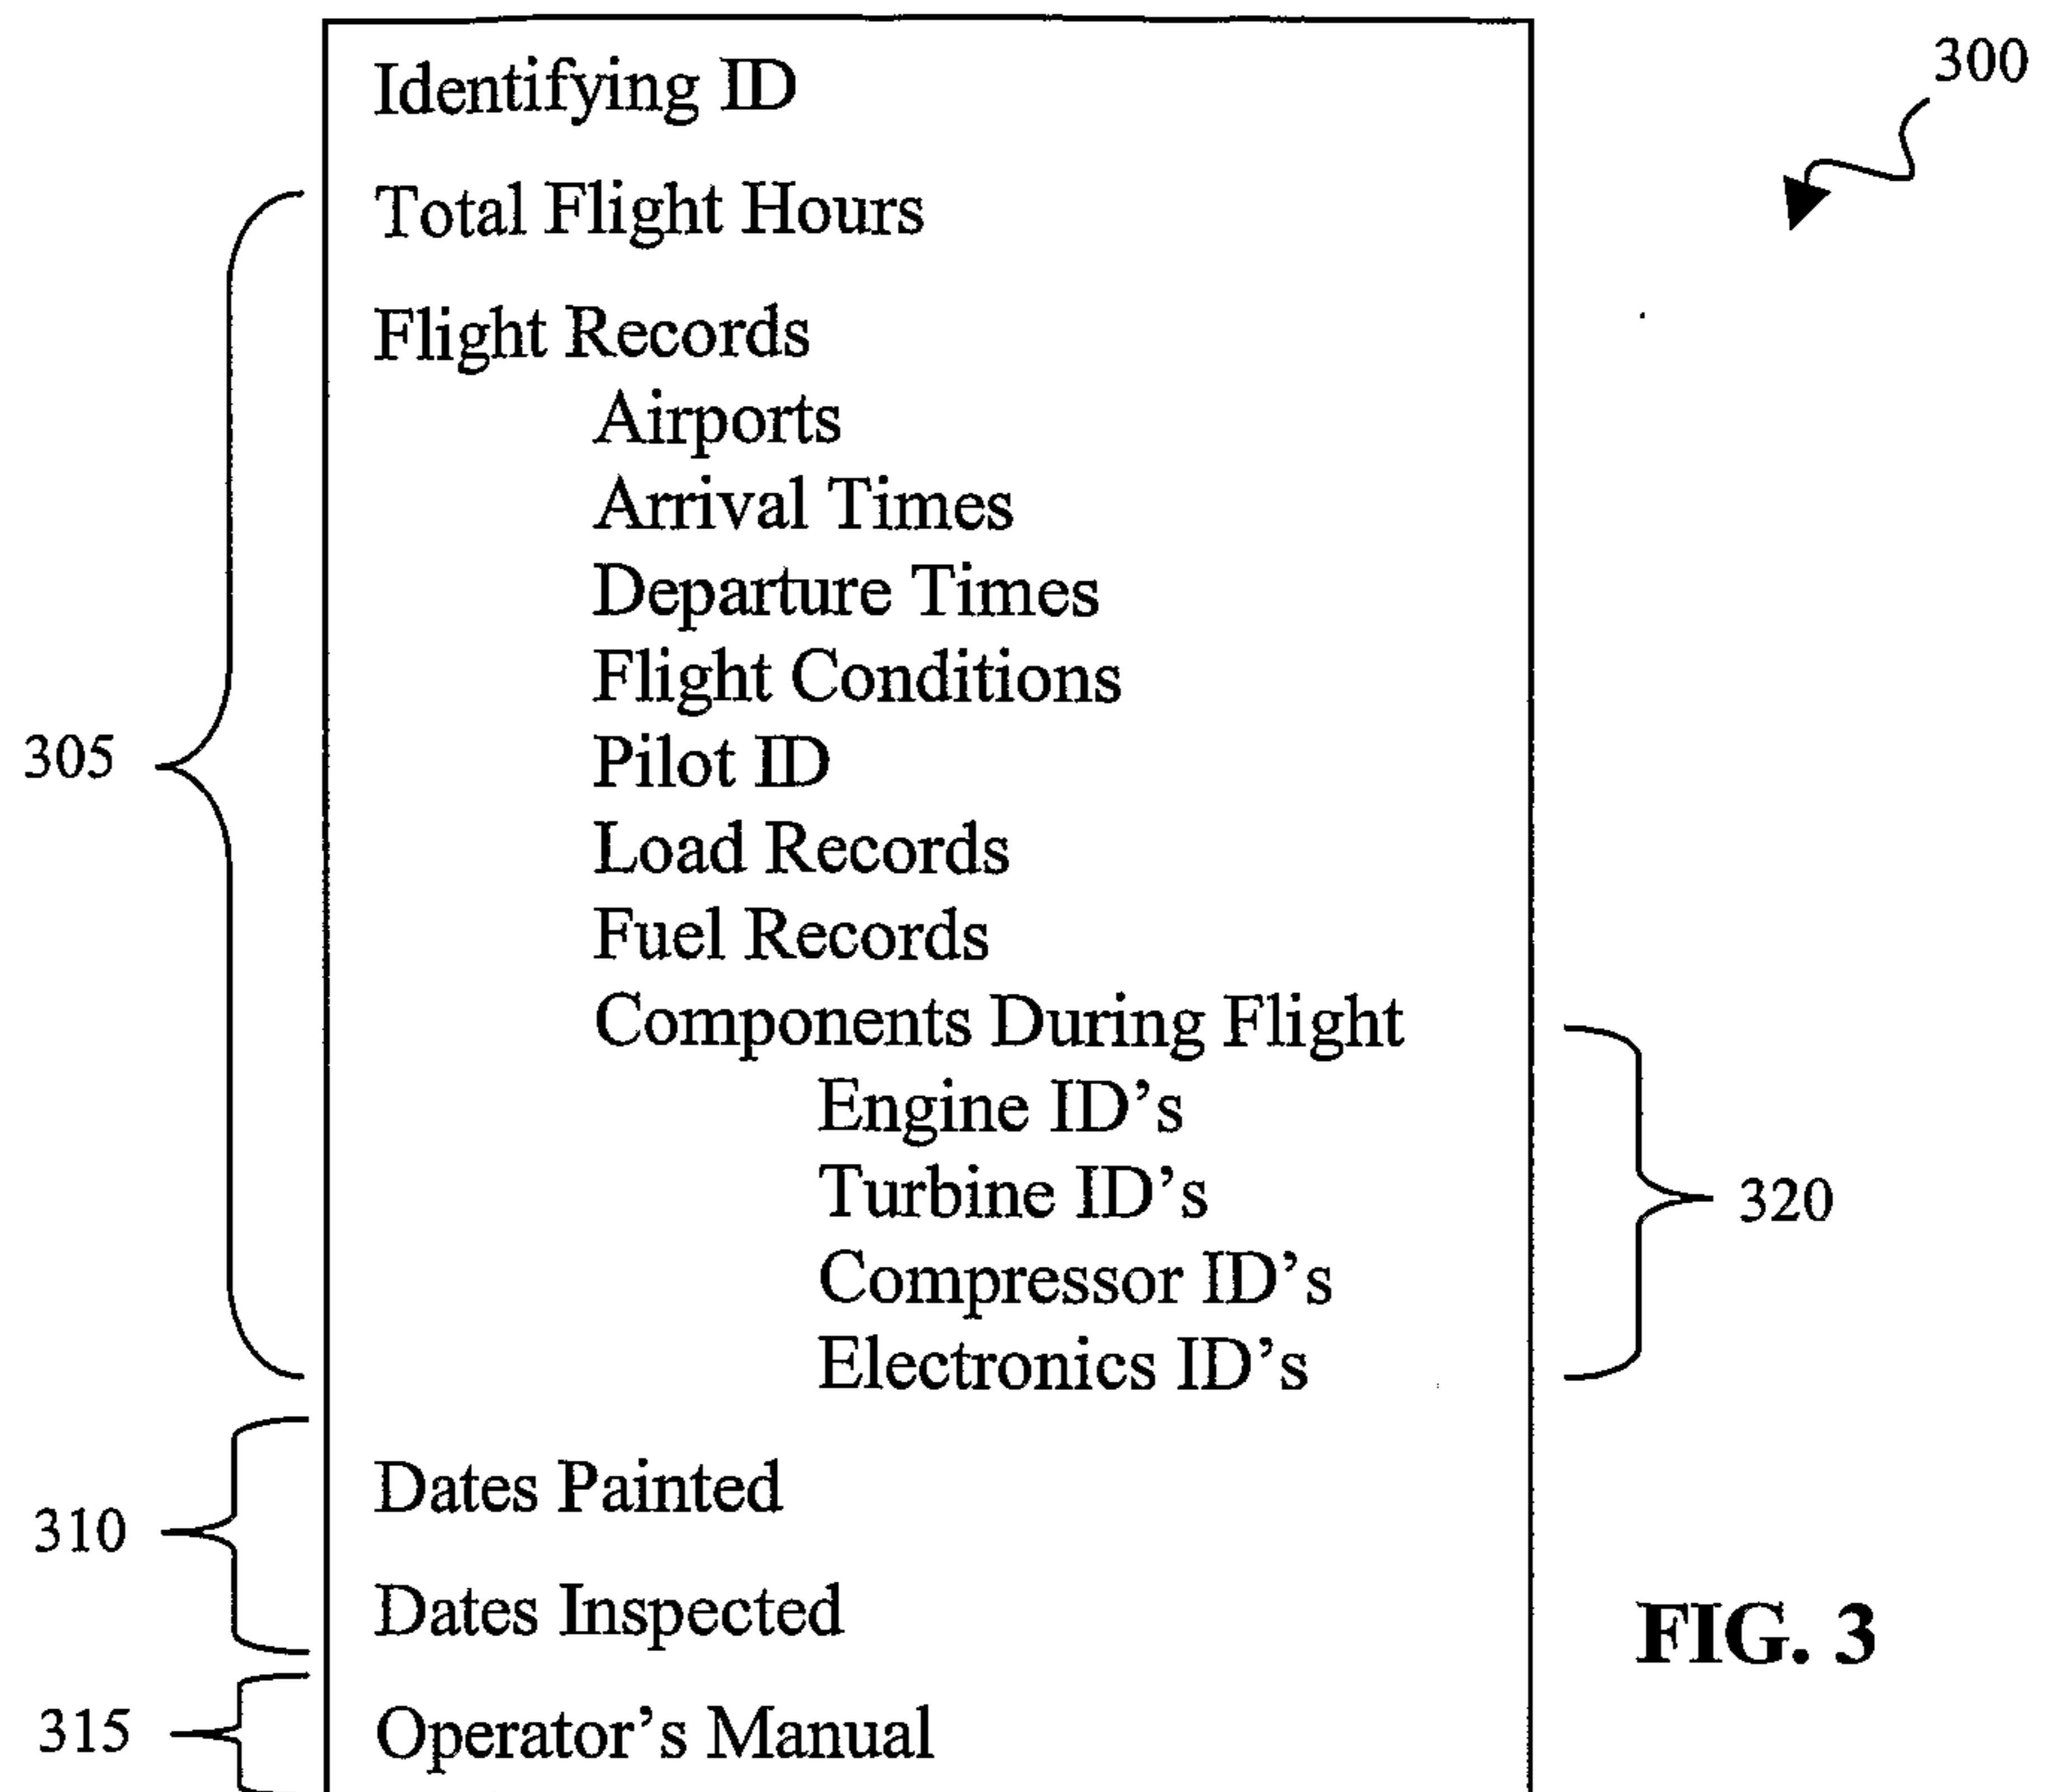 300
Identifying ID
Total Flight Hours
Flight Records
Airports
Arrival Times
Departure Times
Flight Conditions
305
Pilot ID
Load Records
Fuel Records
Components During Flight
Engine ID’s
Turbine ID’s
320
Compressor ID’s
Electronics ID’s
Dates Painted
310
Dates Inspected
FIG. 3
315
Operator’s Manual